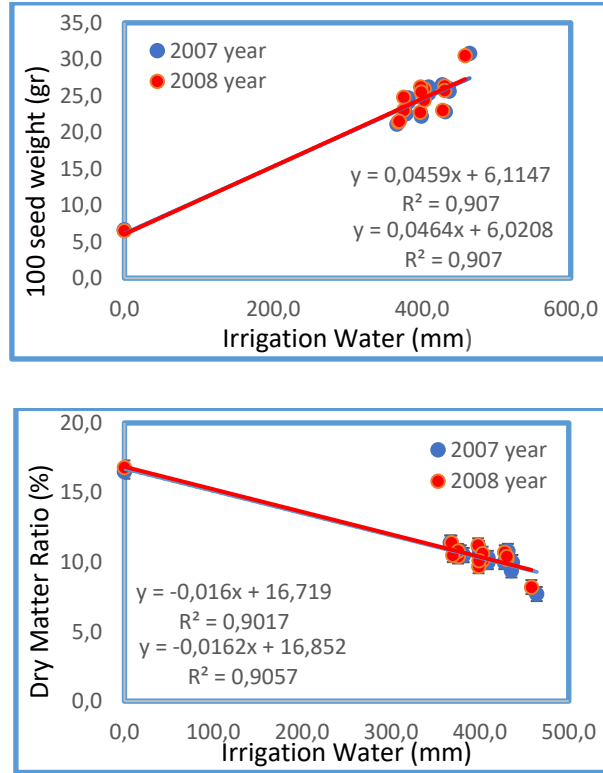 35,0
30,0
25,0
20,0
15,0
10,0
5,0
0,0
100 seed weight (gr)
2007 year
2008 year
y = 0,0459x + 6,1147
R² = 0,907
y = 0,0464x + 6,0208
R² = 0,907
0,0 200,0 400,0 600,0
Irrigation Water (mm)
20,0
15,0
10,0
5,0
0,0
Dry Matter Ratio (%)
2007 year
2008 year
y = -0,016x + 16,719
R² = 0,9017
y = -0,0162x + 16,852
R² = 0,9057
0,0 100,0 200,0 300,0 400,0 500,0
Irrigation Water (mm)